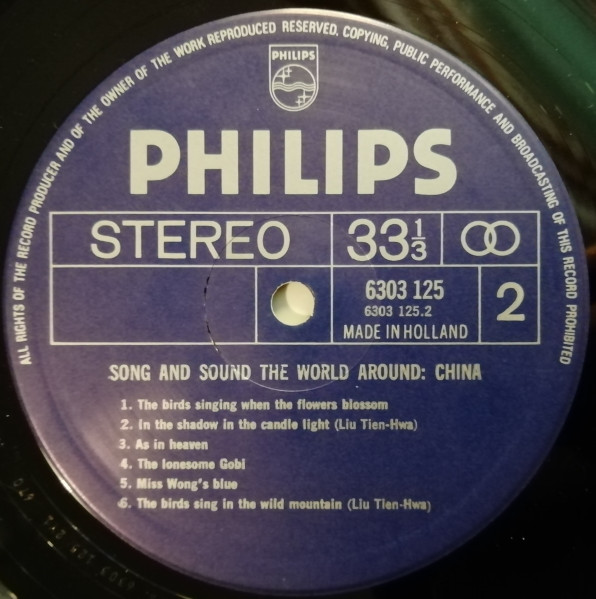 ALL RIGHTS OF THE RECORD PRODUCER AND OF THE OWNER OF THE WORK REPRODUCED RESERVED. COPYING, PUBLIC PERFORMANCE AND BROADCASTING OF THIS RECORD PROHIBITED
PHILIPS
PHILIPS
STEREO 33 1/3
6303 125
6303 125.2
2
MADE IN HOLLAND
SONG AND SOUND THE WORLD AROUND: CHINA
1. The birds singing when the flowers blossom
2. In the shadow in the candle light (Liu Tien-Hwa)
3. As in heaven
4. The lonesome Gobi
5. Miss Wong's blue
6. The birds sing in the wild mountain (Liu Tien-Hwa)